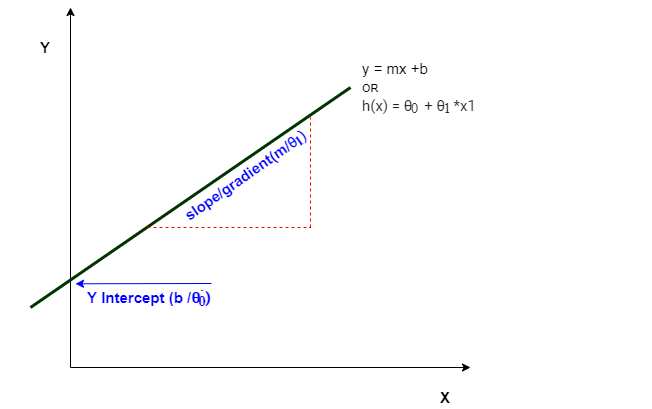 Y
y = mx +b
OR
h(x) = θ0 + θ1 *x1
slope/gradient(m/θ1)
Y Intercept (b /θ0)
X